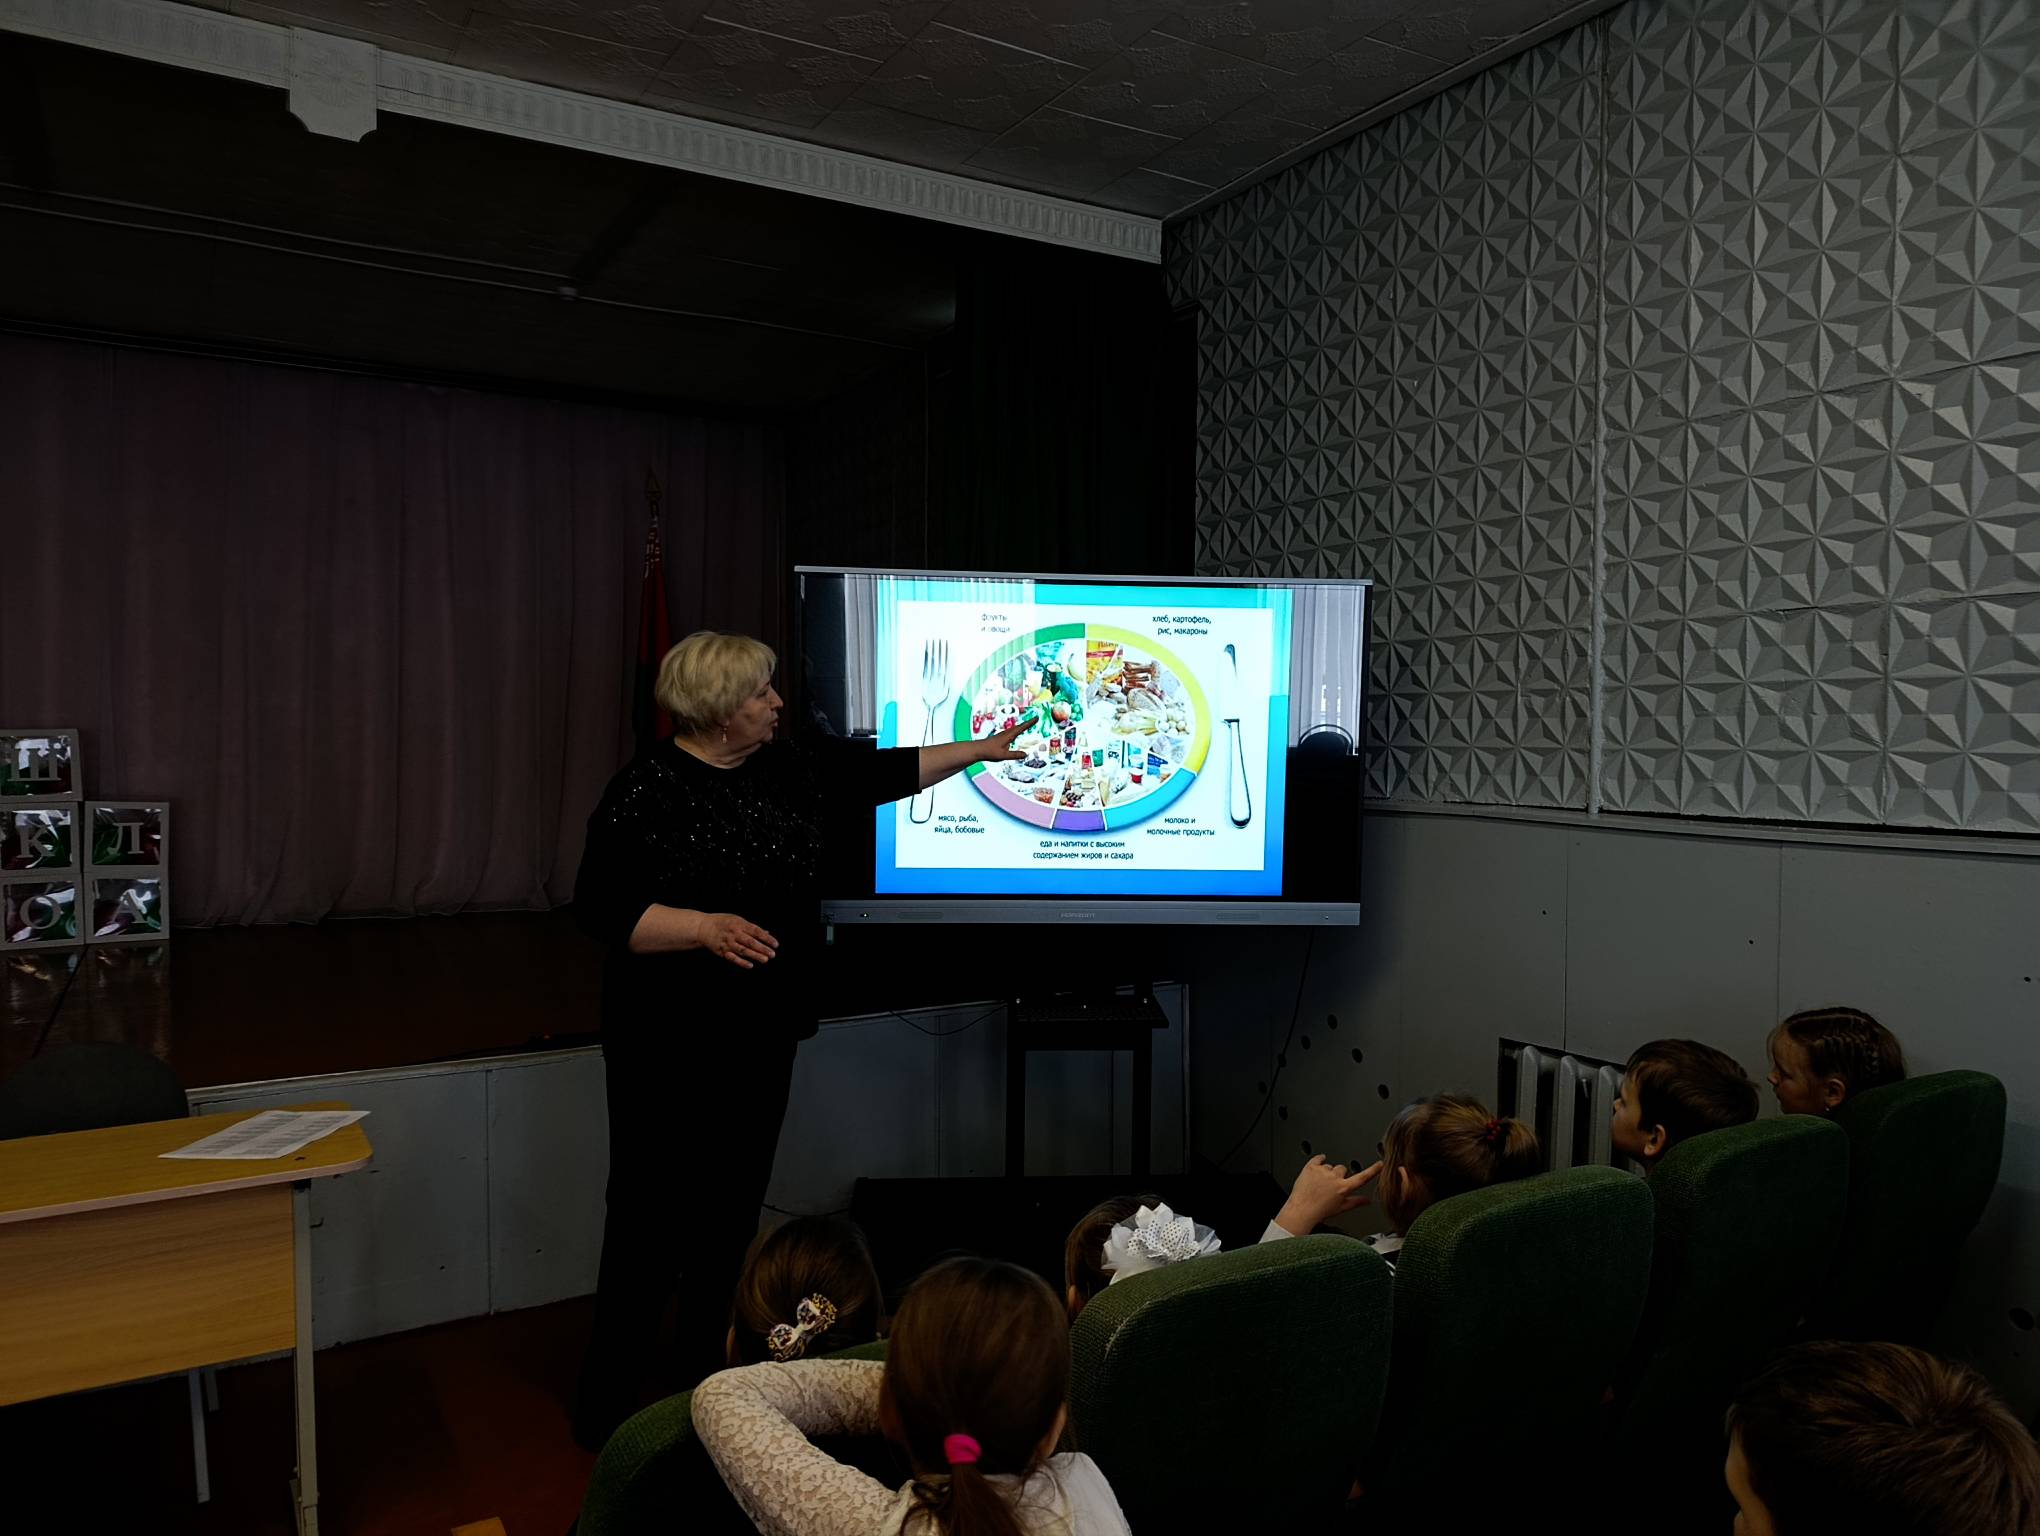 фрукты
и овощи
хлеб, картофель,
рис, макароны
мясо, рыба,
яйца, бобовые
молоко и
молочные продукты
еда и напитки с высоким
содержанием жиров и сахара
HORIZONT
Ш
К Л
О А